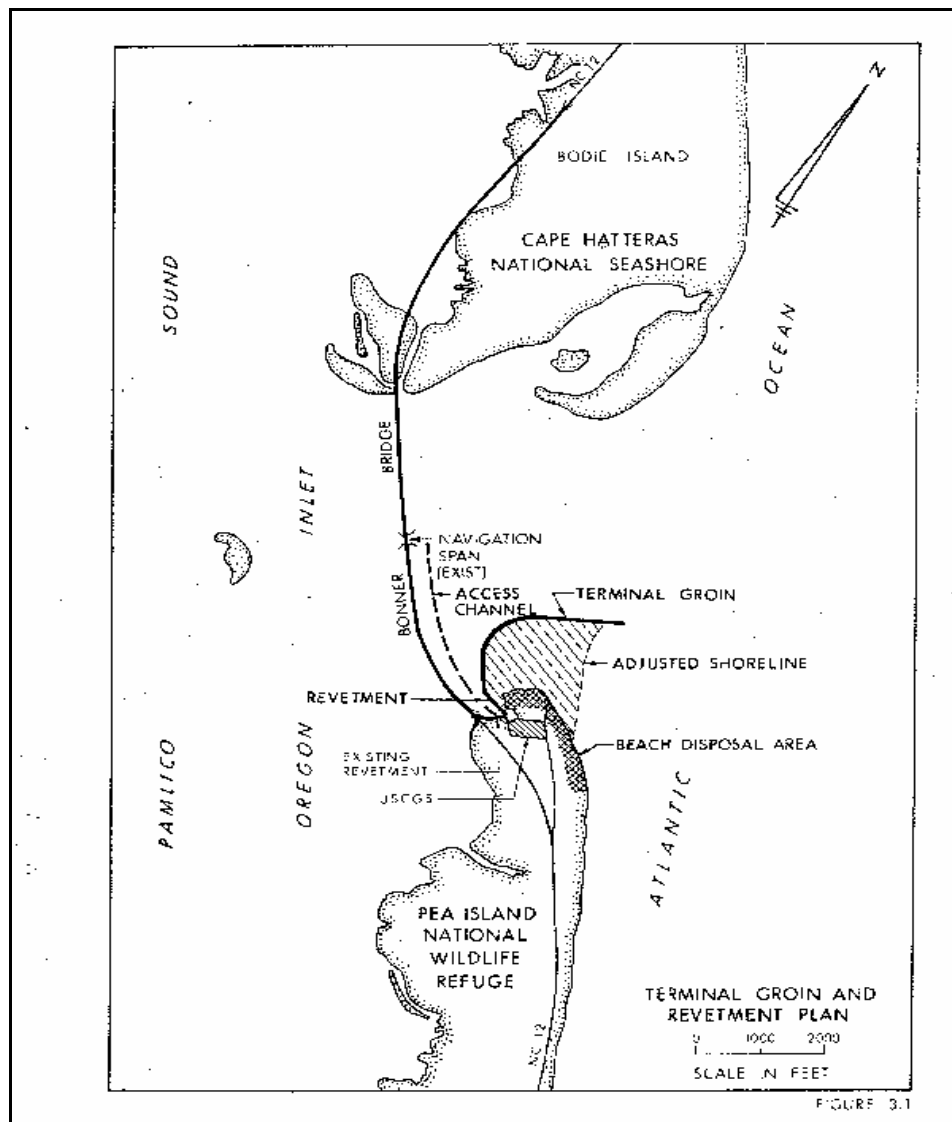 NC 12
N
BODIE ISLAND
CAPE HATTERAS
NATIONAL SEASHORE
SOUND
OCEAN
BRIDGE
INLET
NAVIGATION
SPAN
(EXIST)
ACCESS
CHANNEL
BONNER
TERMINAL GROIN
ADJUSTED SHORELINE
REVETMENT
BEACH DISPOSAL AREA
EXISTING
REVETMENT
OREGON
PAMLICO
ATLANTIC
PEA ISLAND
NATIONAL
WILDLIFE
REFUGE
NC 12
TERMINAL GROIN AND
REVETMENT PLAN
0 1000 2000
SCALE IN FEET
FIGURE 3.1